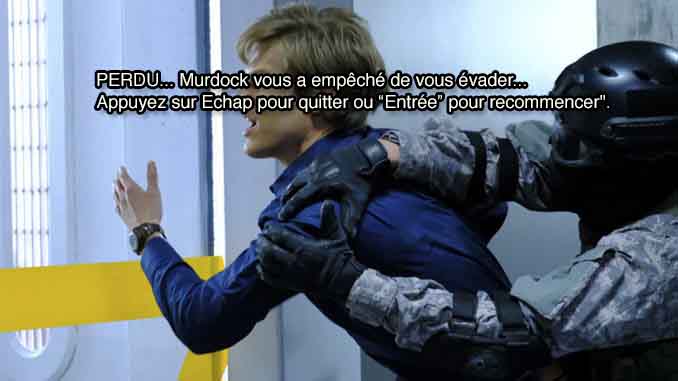 PERDU... Murdock vous a empêché de vous évader...
Appuyez sur Echap pour quitter ou “Entrée” pour recommencer".